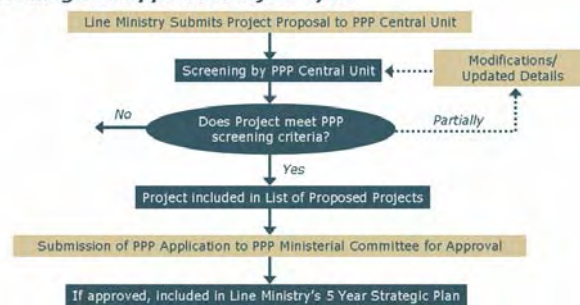 Line Ministry Submits Project Proposal to PPP Central Unit
Screening by PPP Central Unit
Modifications/
Updated Details
No
Does Project meet PPP
screening criteria?
Partially
Yes
Project included in List of Proposed Projects
Submission of PPP Application to PPP Ministerial Committee for Approval
If approved, included in Line Ministry's 5 Year Strategic Plan